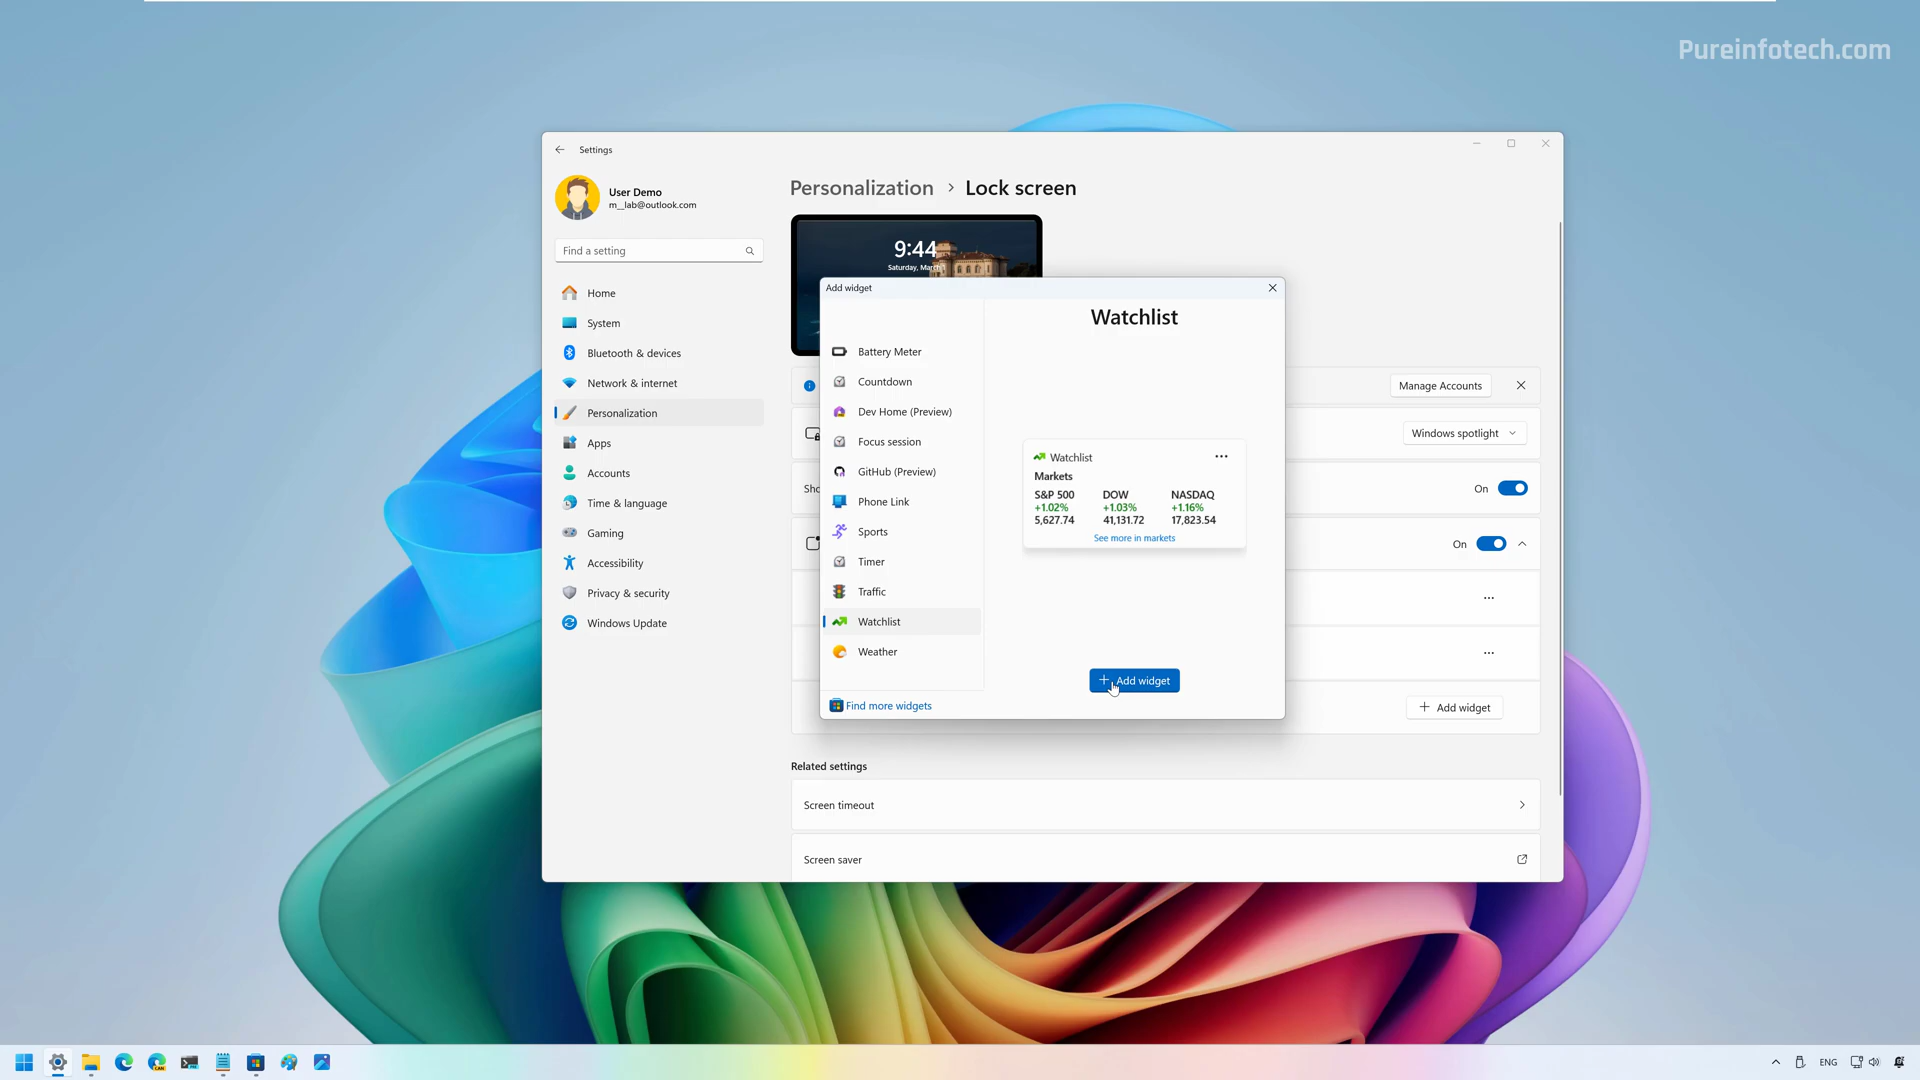 Pureinfotech.com
Settings
User Demo
m__lab@outlook.com
Find a setting
Home
System
Bluetooth & devices
Network & internet
Personalization
Apps
Accounts
Time & language
Gaming
Accessibility
Privacy & security
Windows Update
Personalization > Lock screen
9:44
Saturday, March
Add widget
Battery Meter
Countdown
Dev Home (Preview)
Focus session
GitHub (Preview)
Phone Link
Sports
Timer
Traffic
Watchlist
Weather
Find more widgets
Watchlist
Watchlist
Markets
S&P 500 DOW NASDAQ
+1.02% +1.03% +1.16%
5,627.74 41,131.72 17,823.54
See more in markets
Add widget
Manage Accounts
Windows spotlight
Sho
On
On
Add widget
Related settings
Screen timeout
Screen saver
ENG